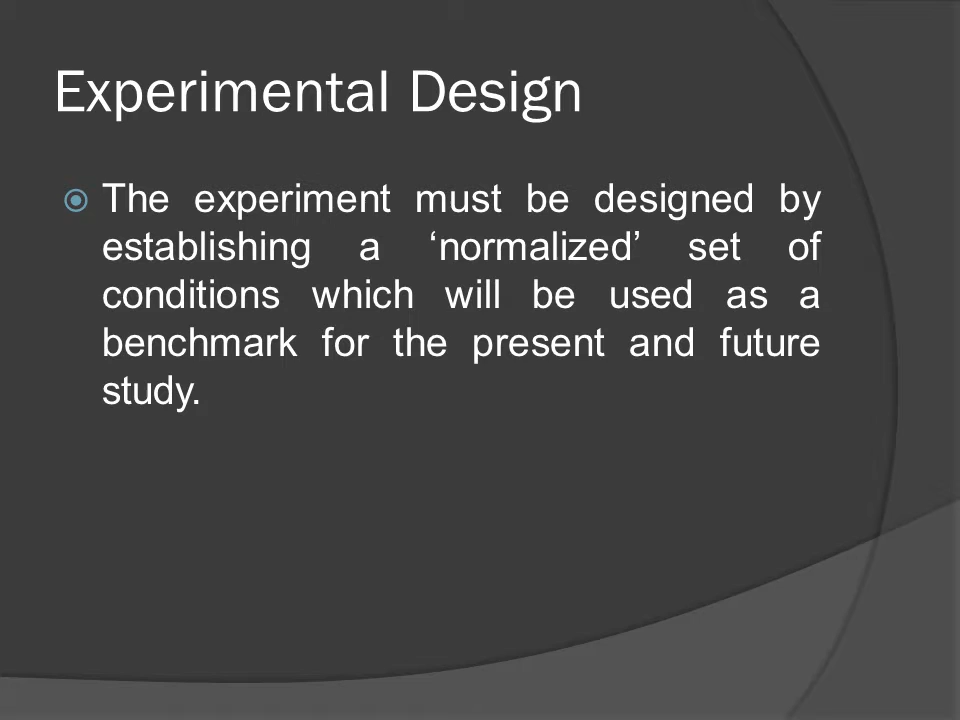 Experimental Design
The experiment must be designed by
establishing a ‘normalized’ set of
conditions which will be used as a
benchmark for the present and future
study.